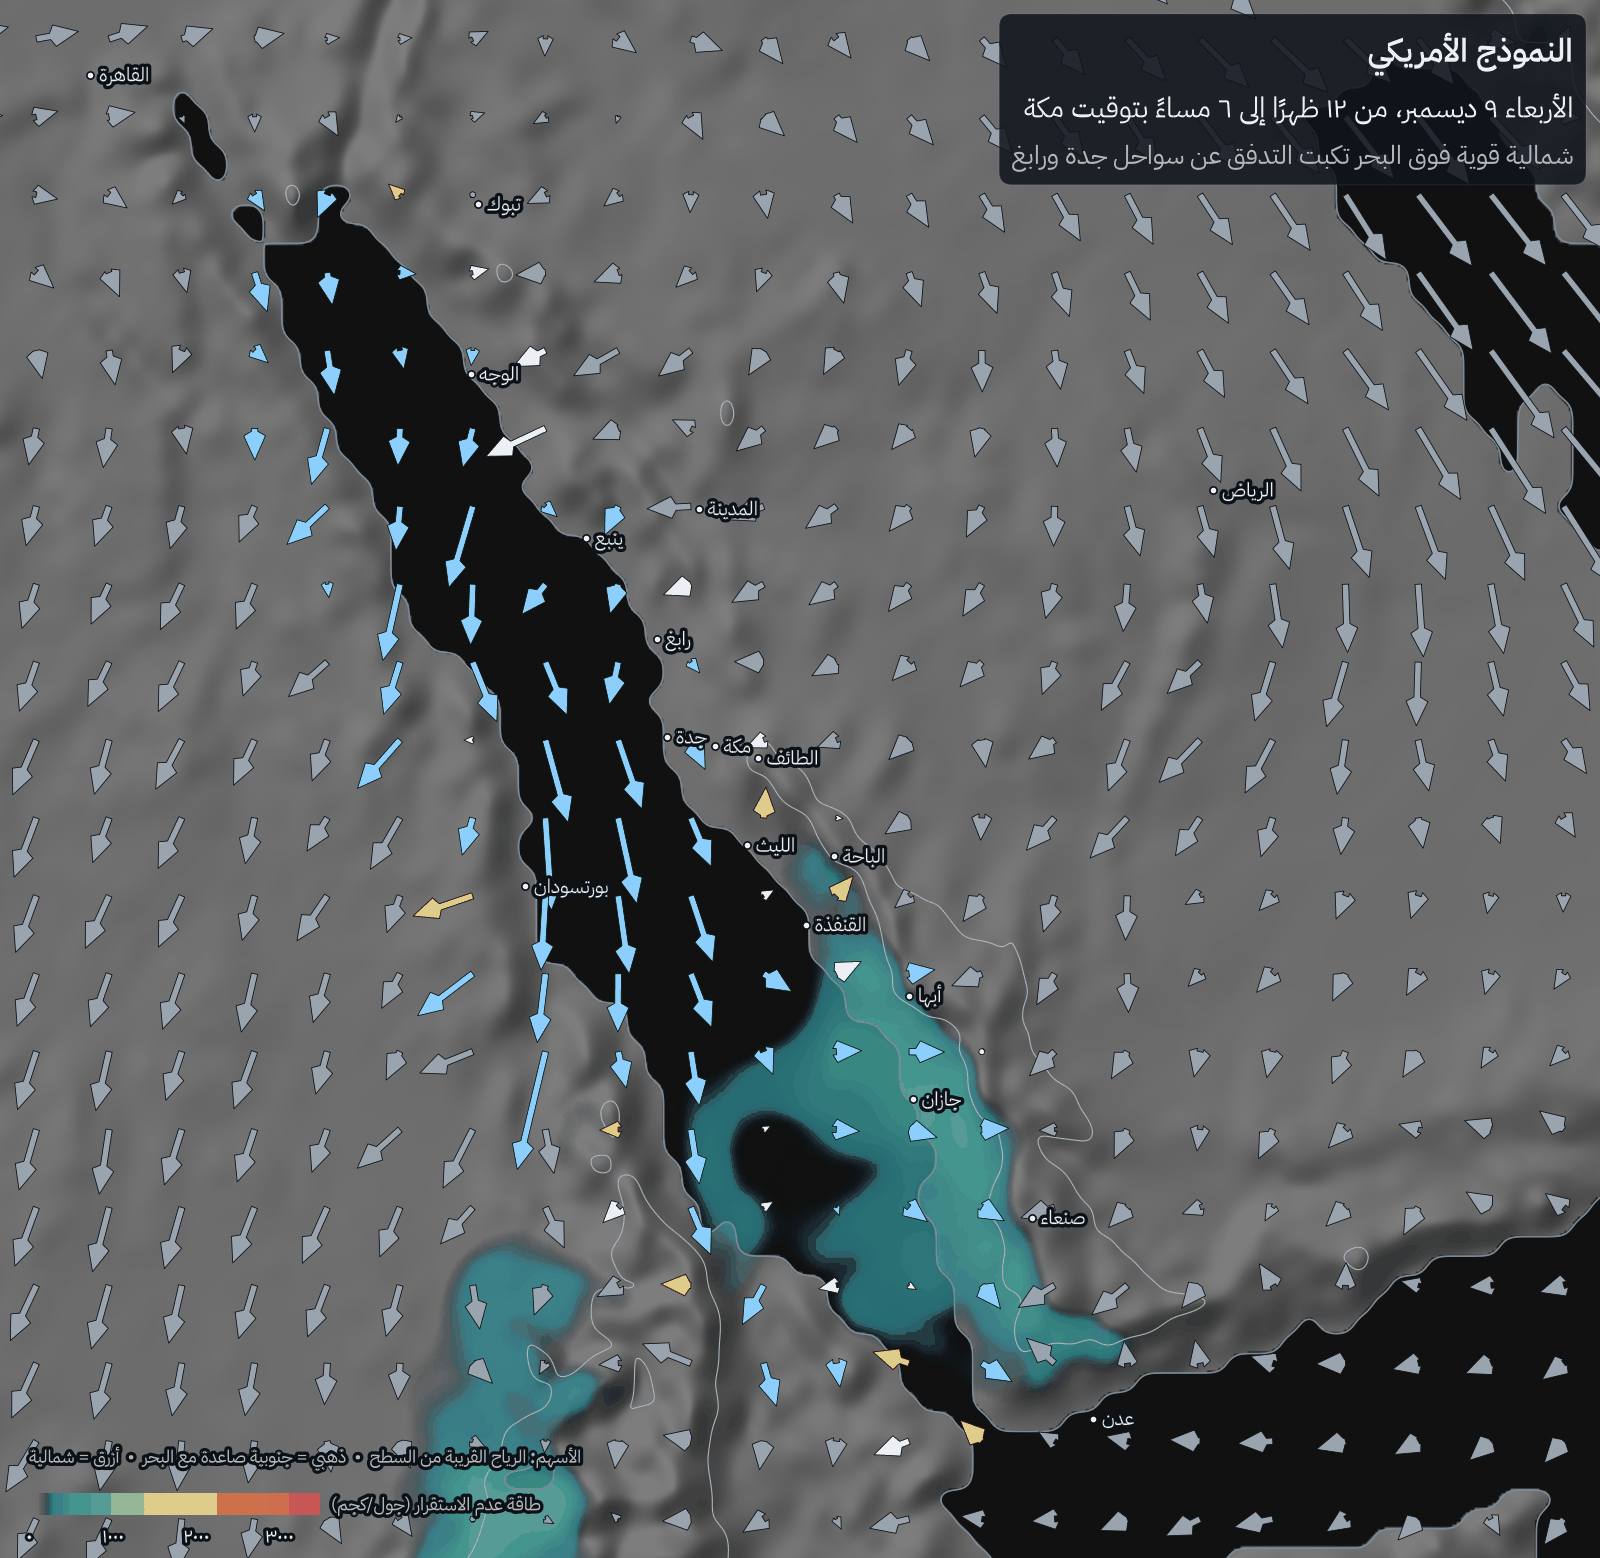 النموذج الأمريكي
الأربعاء ٩ ديسمبر، من ١٢ ظهرًا إلى ٦ مساءً بتوقيت مكة
شمالية قوية فوق البحر تكبت التدفق عن سواحل جدة ورابغ
القاهرة
تبوك
الوجه
الرياض
المدينة
ينبع
رابغ
جدة
مكة
الطائف
الليث
الباحة
بورتسودان
القنفذة
أبها
جازان
صنعاء
عدن
الأسهم: الرياح القريبة من السطح • ذهبي = جنوبية صاعدة مع البحر • أزرق = شمالية
طاقة عدم الاستقرار (جول/كجم)
٠ ١٠٠٠ ٢٠٠٠ ٣٠٠٠